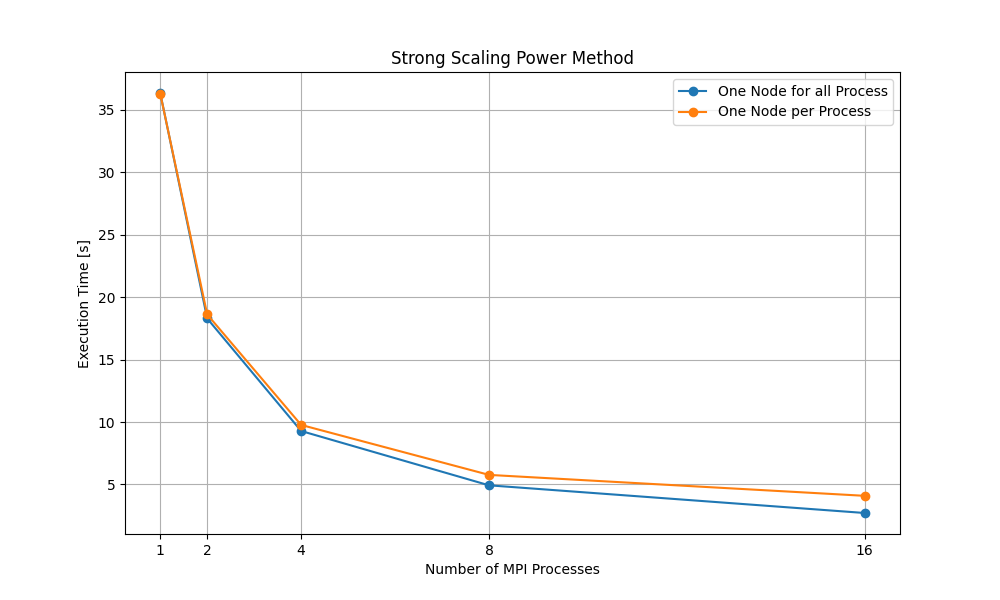 Strong Scaling Power Method
One Node for all Process
One Node per Process
Execution Time [s]
35
30
25
20
15
10
5
1 2 4 8 16
Number of MPI Processes